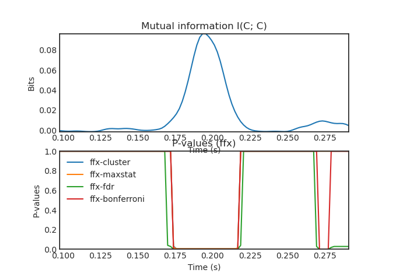 Mutual information I(C; C)
0.08
0.06
0.04
0.02
0.00
Bits
0.100 0.125 0.150 0.175 0.200 0.225 0.250 0.275
Time (s)
P-values (ffx)
1.0
0.8
0.6
0.4
0.2
0.0
P-values
ffx-cluster
ffx-maxstat
ffx-fdr
ffx-bonferroni
0.100 0.125 0.150 0.175 0.200 0.225 0.250 0.275
Time (s)